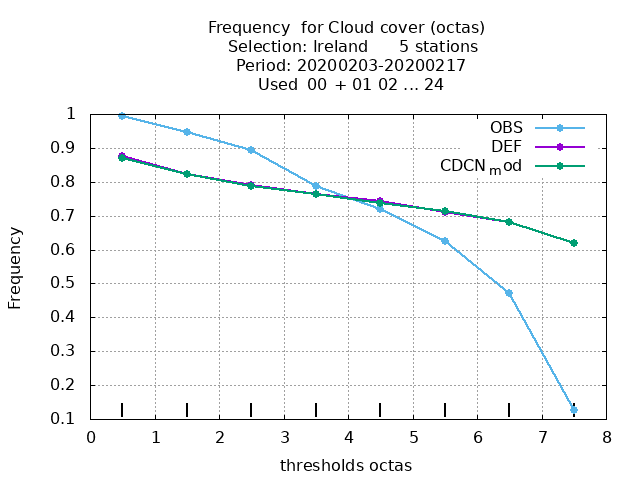 Frequency  for Cloud cover (octas)
Selection: Ireland      5 stations
Period: 20200203-20200217
Used  00  + 01 02 ... 24
OBS
DEF
CDCN_mod
1
0.9
0.8
0.7
0.6
0.5
0.4
0.3
0.2
0.1
Frequency
0 1 2 3 4 5 6 7 8
thresholds octas